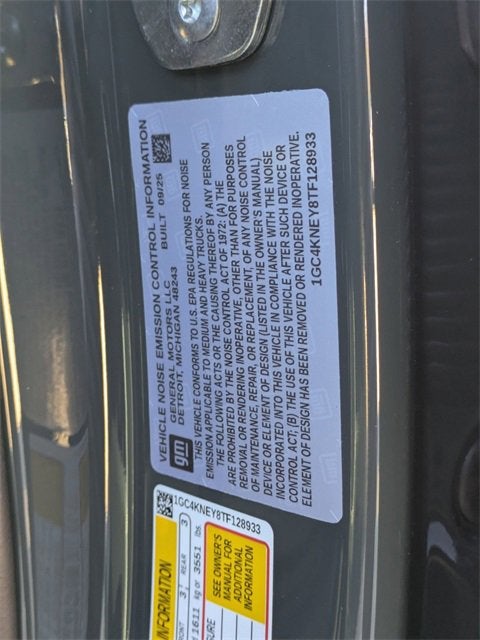 VEHICLE NOISE EMISSION CONTROL INFORMATION
GENERAL MOTORS LLC BUILT 09/25
DETROIT, MICHIGAN 48243
gm
THIS VEHICLE CONFORMS TO U.S. EPA REGULATIONS FOR NOISE
EMISSION APPLICABLE TO MEDIUM AND HEAVY TRUCKS.
THE FOLLOWING ACTS OR THE CAUSING THEREOF BY ANY PERSON
ARE PROHIBITED BY THE NOISE CONTROL ACT OF 1972: (A) THE
REMOVAL OR RENDERING INOPERATIVE, OTHER THAN FOR PURPOSES
OF MAINTENANCE, REPAIR, OR REPLACEMENT, OF ANY NOISE CONTROL
DEVICE OR ELEMENT OF DESIGN (LISTED IN THE OWNER'S MANUAL)
INCORPORATED INTO THIS VEHICLE IN COMPLIANCE WITH THE NOISE
CONTROL ACT; (B) THE USE OF THIS VEHICLE AFTER SUCH DEVICE OR
ELEMENT OF DESIGN HAS BEEN REMOVED OR RENDERED INOPERATIVE.
1GC4KNEY8TF128933
1GC4KNEY8TF128933
INFORMATION
3 REAR 3
1611 kg or 3551 lbs.
SEE OWNER'S
MANUAL FOR
ADDITIONAL
INFORMATION